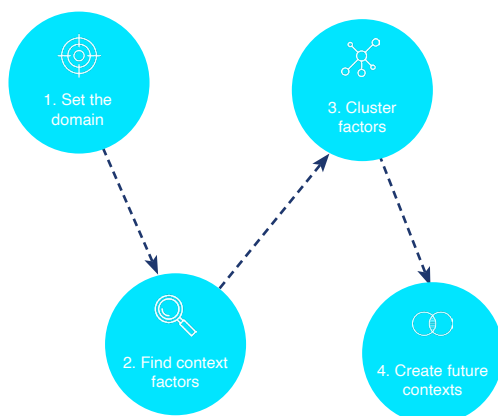 1. Set the
domain
2. Find context
factors
3. Cluster
factors
4. Create future
contexts